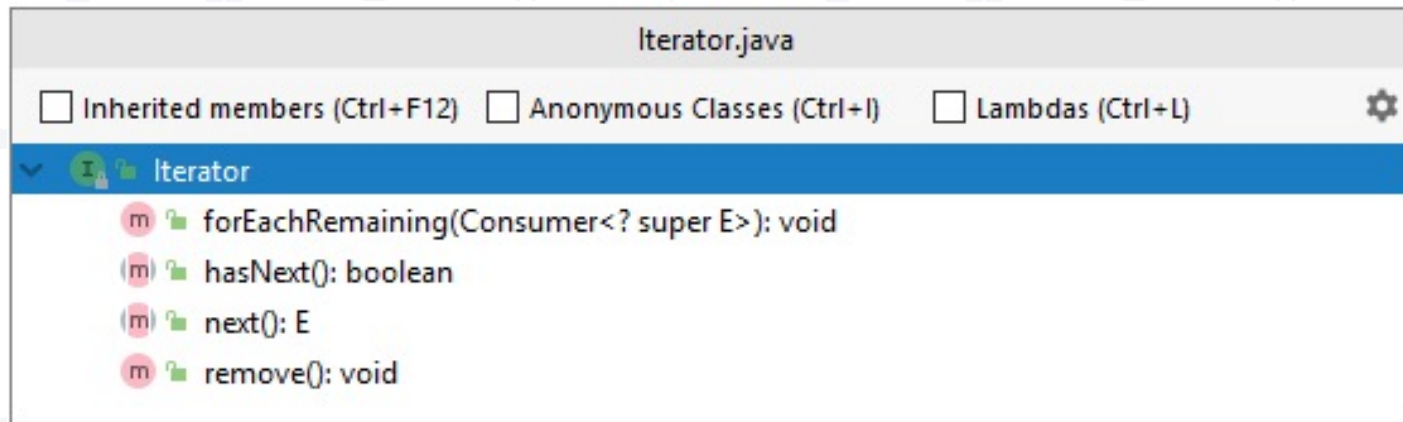 Iterator.java
Inherited members (Ctrl+F12) Anonymous Classes (Ctrl+I) Lambdas (Ctrl+L)
I Iterator
m forEachRemaining(Consumer<? super E>): void
m hasNext(): boolean
m next(): E
m remove(): void